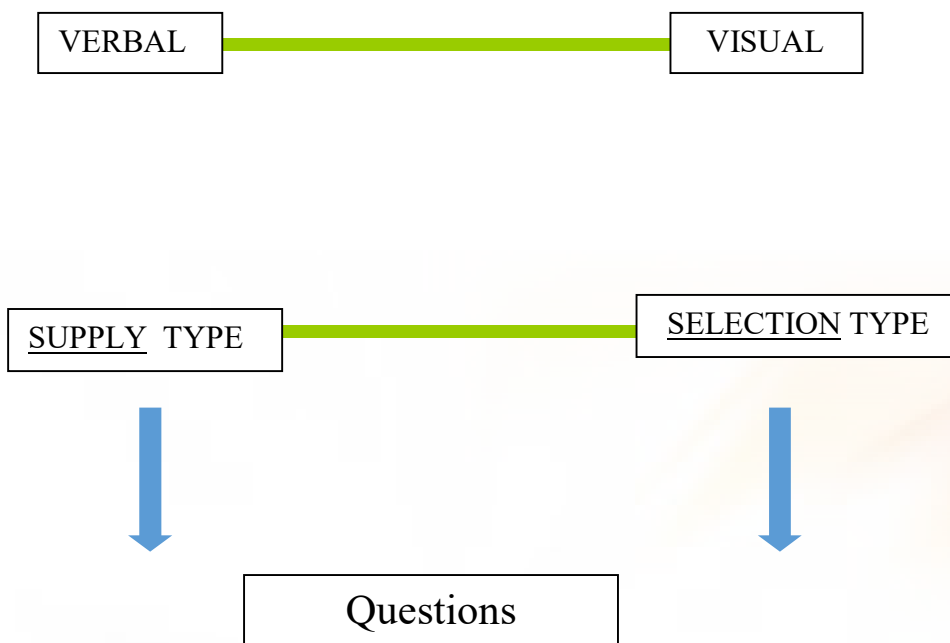 VERBAL
VISUAL
SUPPLY TYPE
SELECTION TYPE
Questions